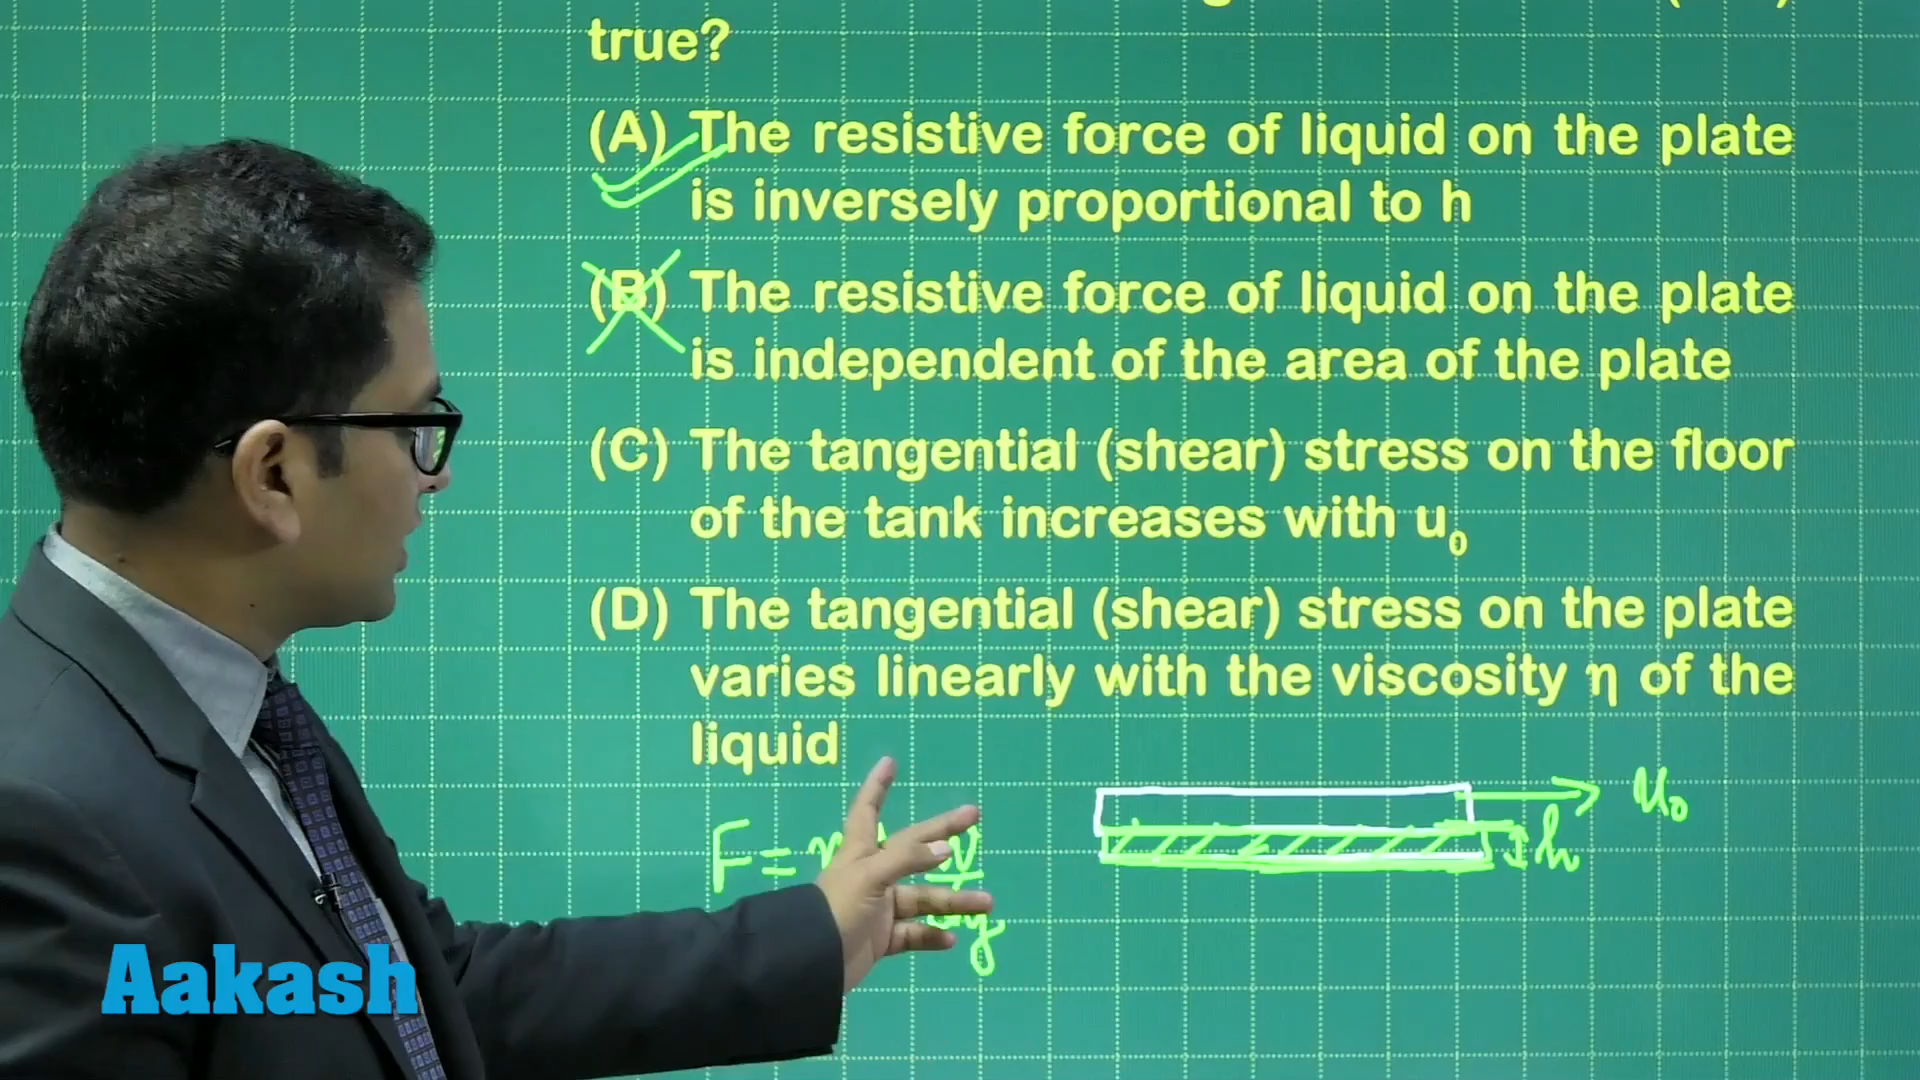 true?
(A) The resistive force of liquid on the plate
is inversely proportional to h
(B) The resistive force of liquid on the plate
is independent of the area of the plate
(C) The tangential (shear) stress on the floor
of the tank increases with u₀
(D) The tangential (shear) stress on the plate
varies linearly with the viscosity η of the
liquid
u₀
h
F =
Aakash